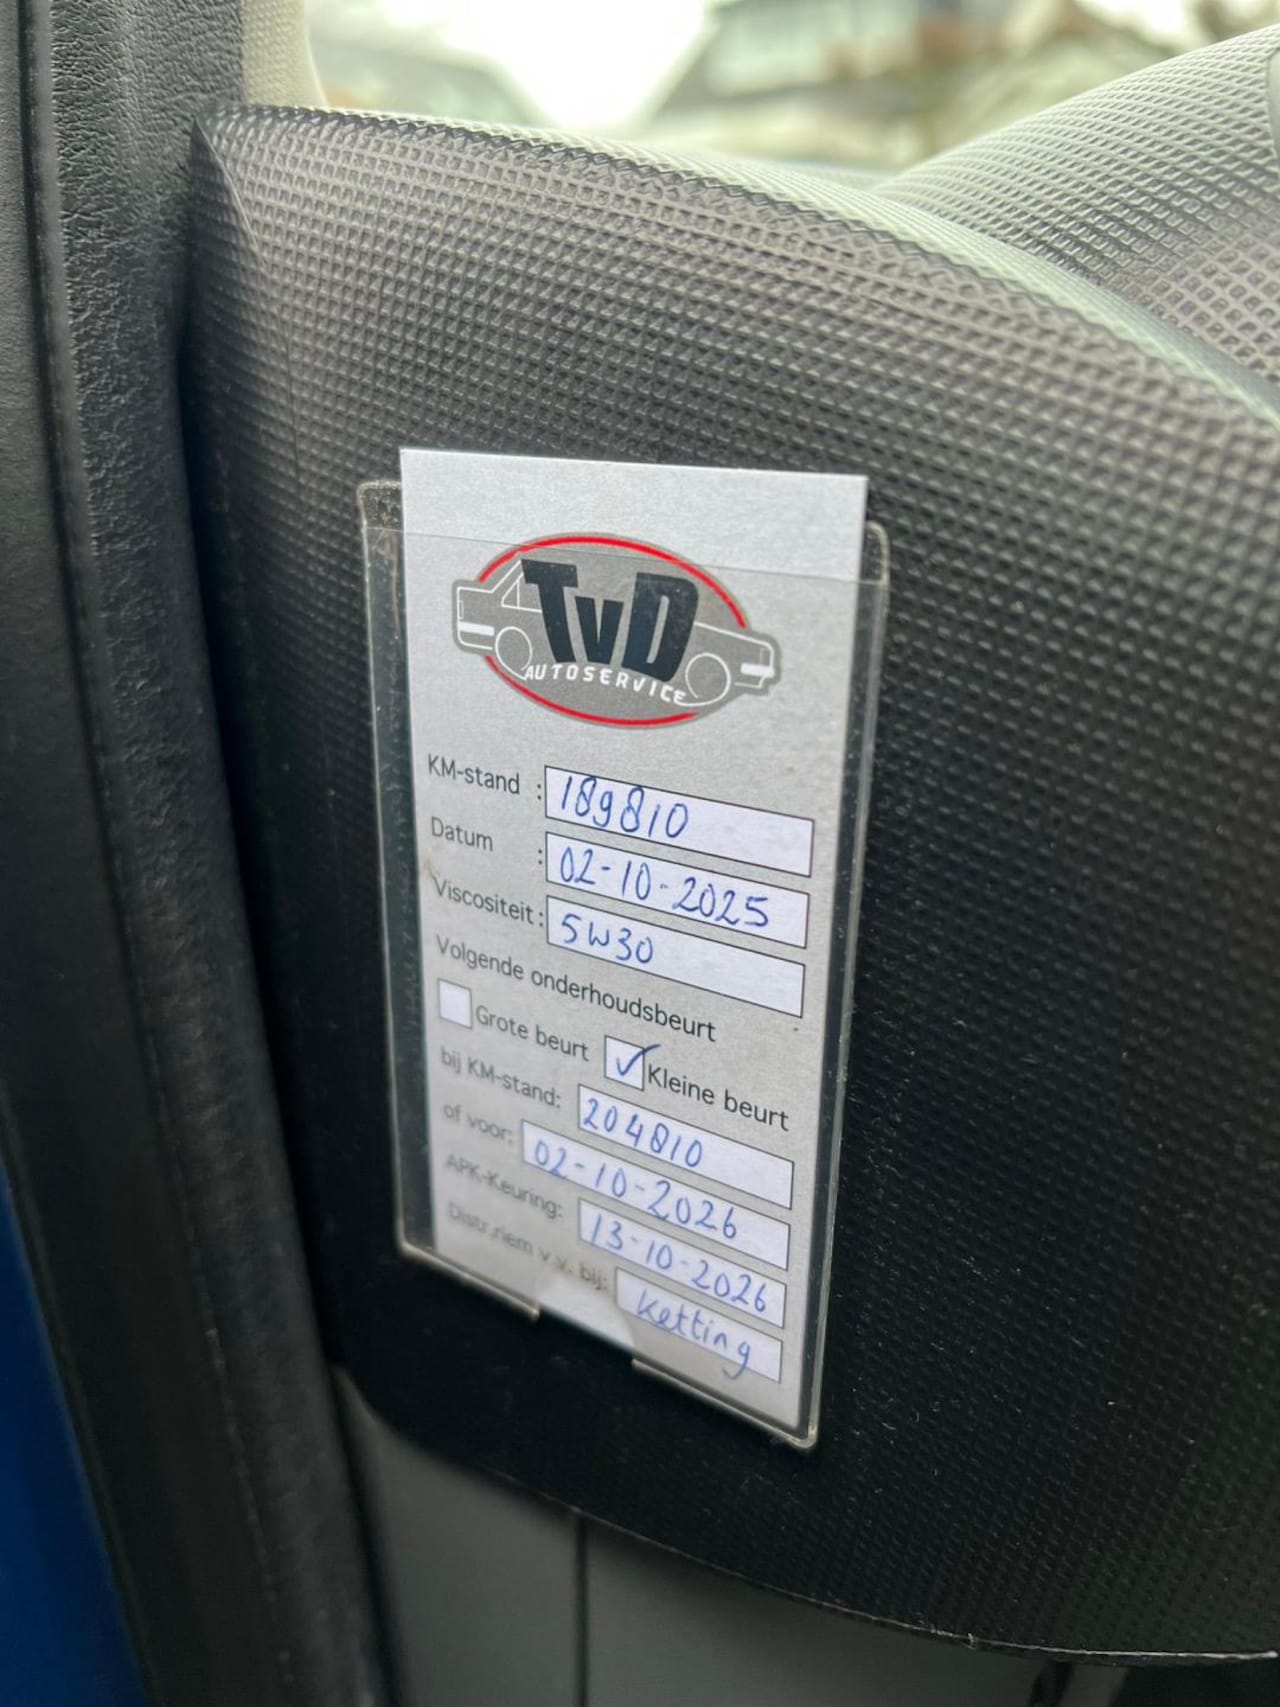 TvD
AUTOSERVICE
KM-stand : 189810
Datum : 02-10-2025
Viscositeit : 5W30
Volgende onderhoudsbeurt
Grote beurt ✓ Kleine beurt
bij KM-stand: 204810
of voor: 02-10-2026
APK-Keuring: 13-10-2026
Distr.riem v.v. bij: Ketting